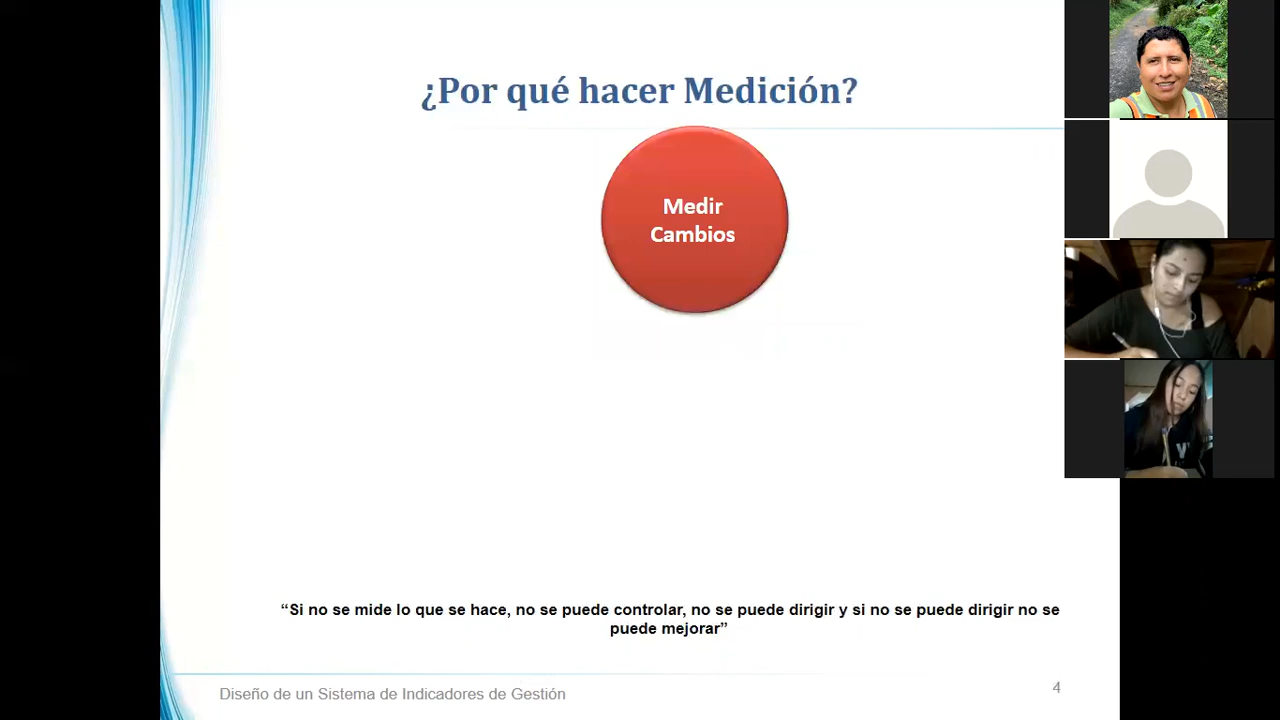 ¿Por qué hacer Medición?
Medir
Cambios
“Si no se mide lo que se hace, no se puede controlar, no se puede dirigir y si no se puede dirigir no se
puede mejorar”
Diseño de un Sistema de Indicadores de Gestión
4